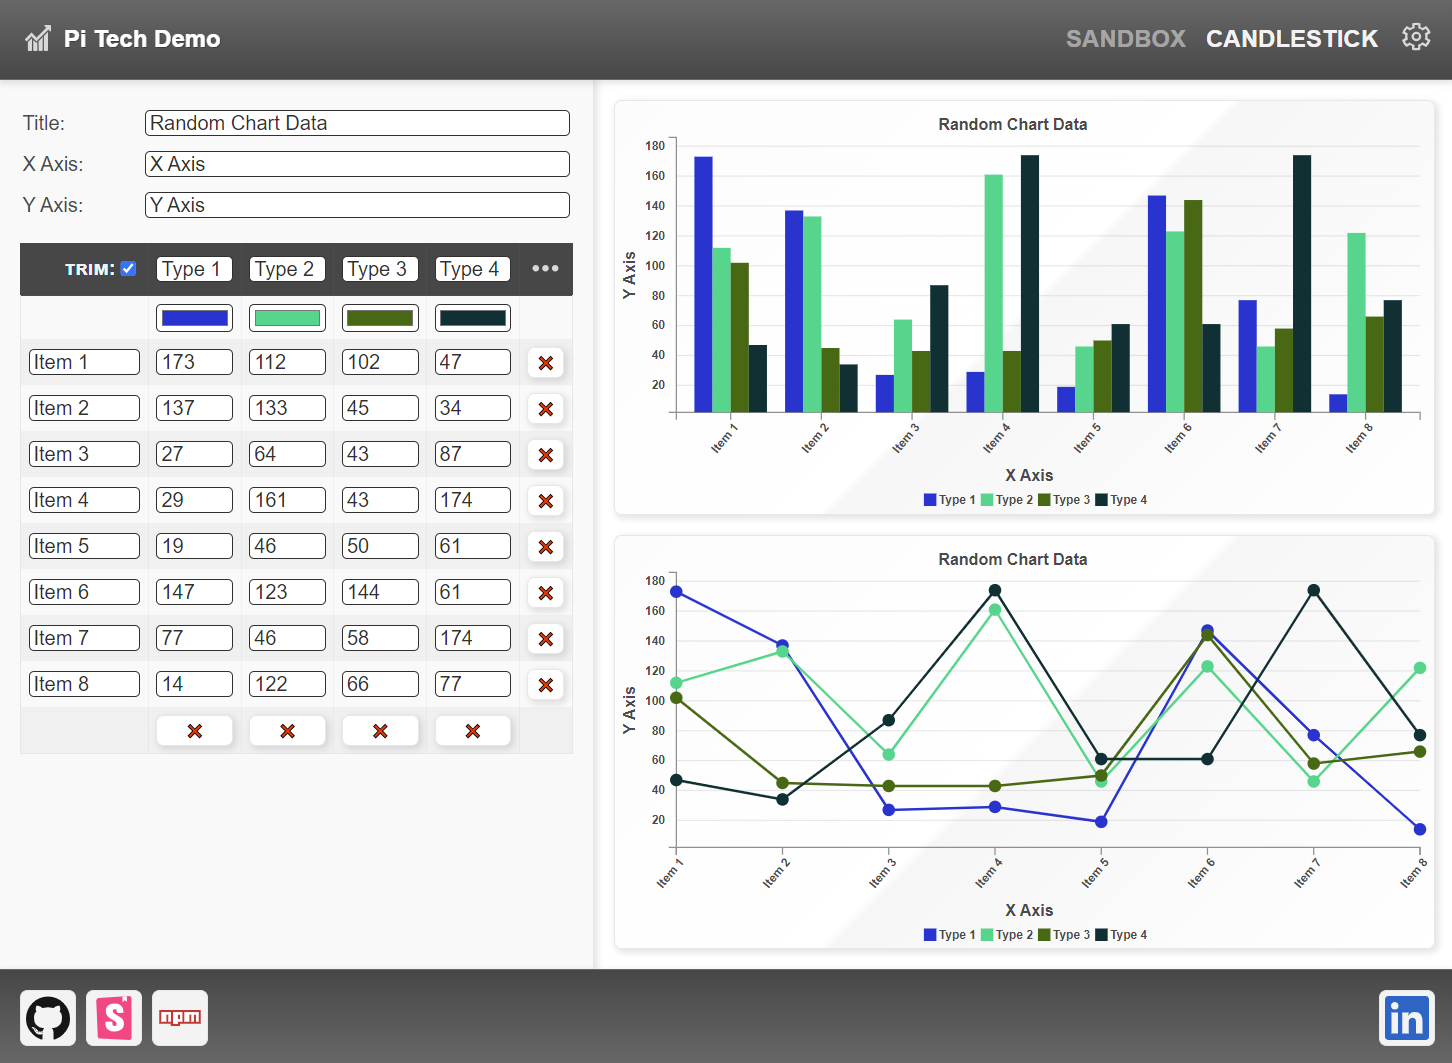 Pi Tech Demo
SANDBOX CANDLESTICK
Title: Random Chart Data
X Axis: X Axis
Y Axis: Y Axis
TRIM: Type 1 Type 2 Type 3 Type 4
Item 1 173 112 102 47
Item 2 137 133 45 34
Item 3 27 64 43 87
Item 4 29 161 43 174
Item 5 19 46 50 61
Item 6 147 123 144 61
Item 7 77 46 58 174
Item 8 14 122 66 77
Random Chart Data
180
160
140
120
100
80
60
40
20
Y Axis
Item 1 Item 2 Item 3 Item 4 Item 5 Item 6 Item 7 Item 8
X Axis
Type 1 Type 2 Type 3 Type 4
Random Chart Data
180
160
140
120
100
80
60
40
20
Y Axis
Item 1 Item 2 Item 3 Item 4 Item 5 Item 6 Item 7 Item 8
X Axis
Type 1 Type 2 Type 3 Type 4
S npm in